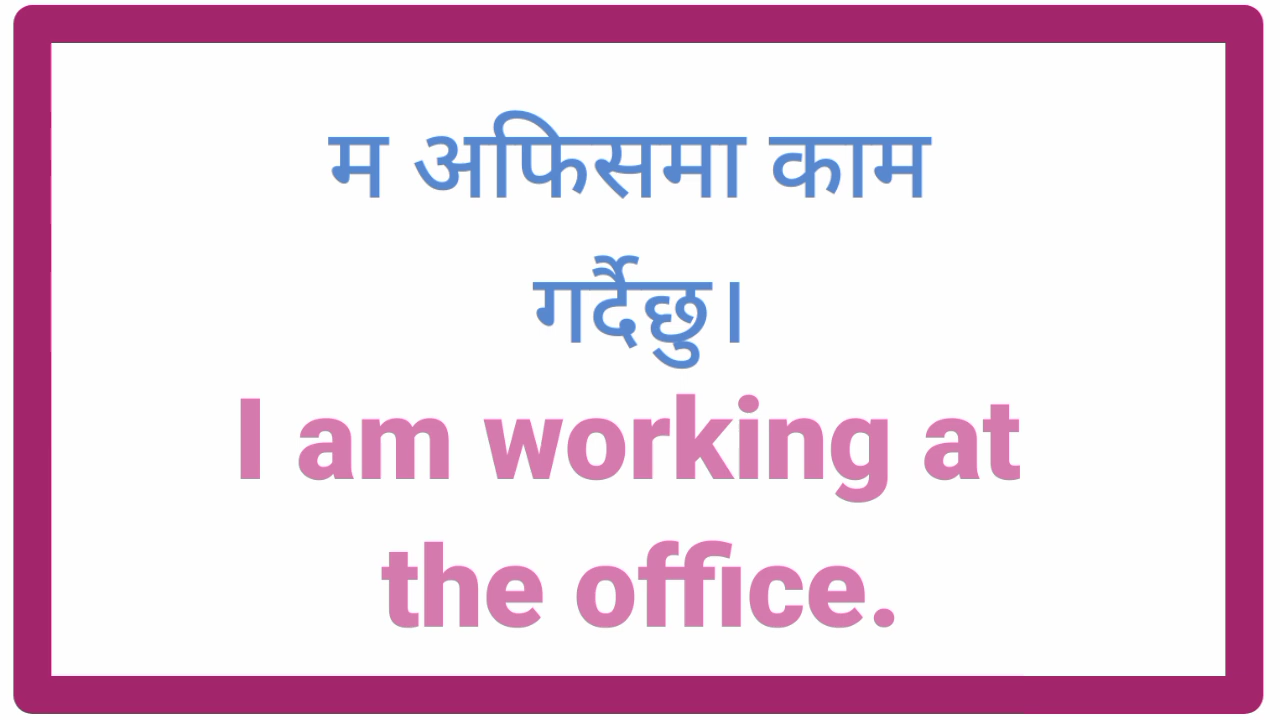 म अफिसमा काम
गर्दैछु।
I am working at
the office.